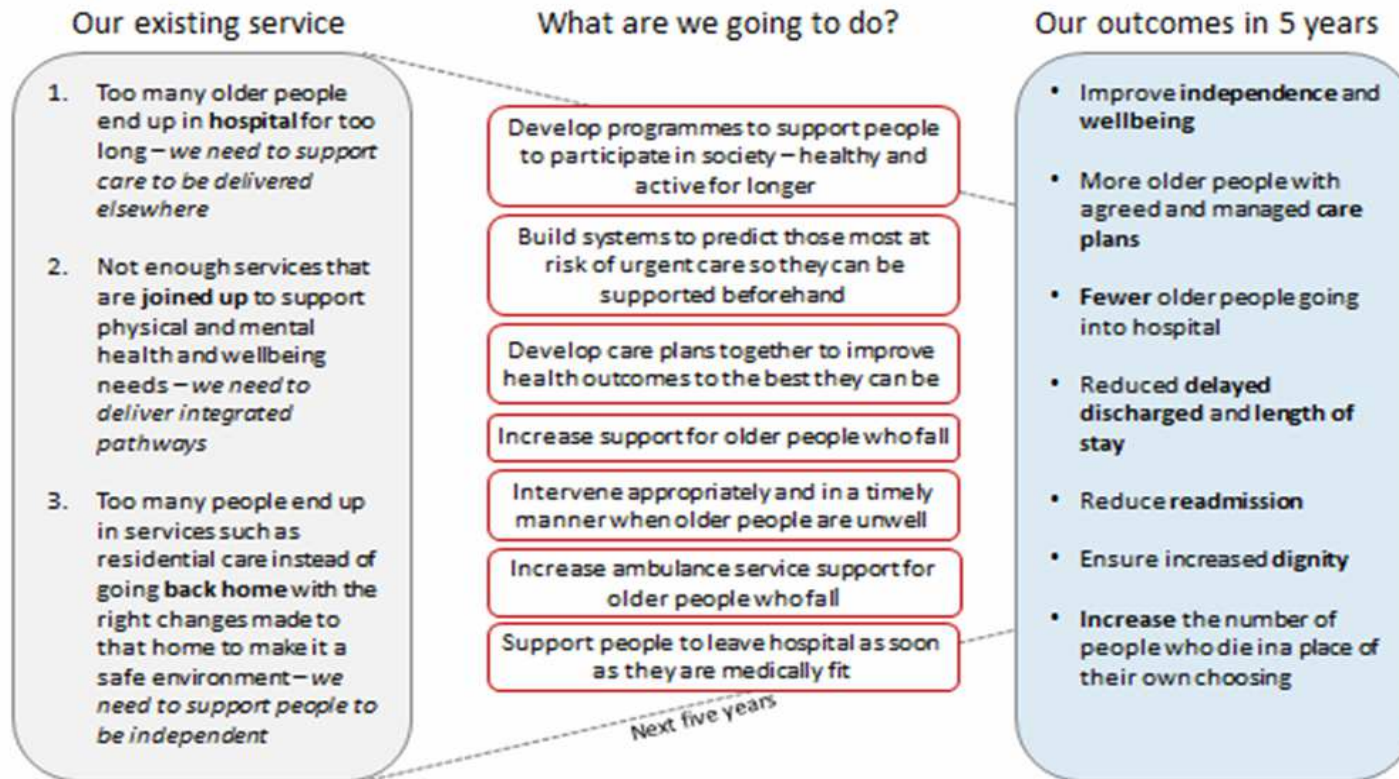 Our existing service
1. Too many older people
end up in hospital for too
long – we need to support
care to be delivered
elsewhere
2. Not enough services that
are joined up to support
physical and mental
health and wellbeing
needs – we need to
deliver integrated
pathways
3. Too many people end up
in services such as
residential care instead of
going back home with the
right changes made to
that home to make it a
safe environment – we
need to support people to
be independent
What are we going to do?
Develop programmes to support people
to participate in society – healthy and
active for longer
Build systems to predict those most at
risk of urgent care so they can be
supported beforehand
Develop care plans together to improve
health outcomes to the best they can be
Increase support for older people who fall
Intervene appropriately and in a timely
manner when older people are unwell
Increase ambulance service support for
older people who fall
Support people to leave hospital as soon
as they are medically fit
Next five years
Our outcomes in 5 years
• Improve independence and
wellbeing
• More older people with
agreed and managed care
plans
• Fewer older people going
into hospital
• Reduced delayed
discharged and length of
stay
• Reduce readmission
• Ensure increased dignity
• Increase the number of
people who die in a place of
their own choosing